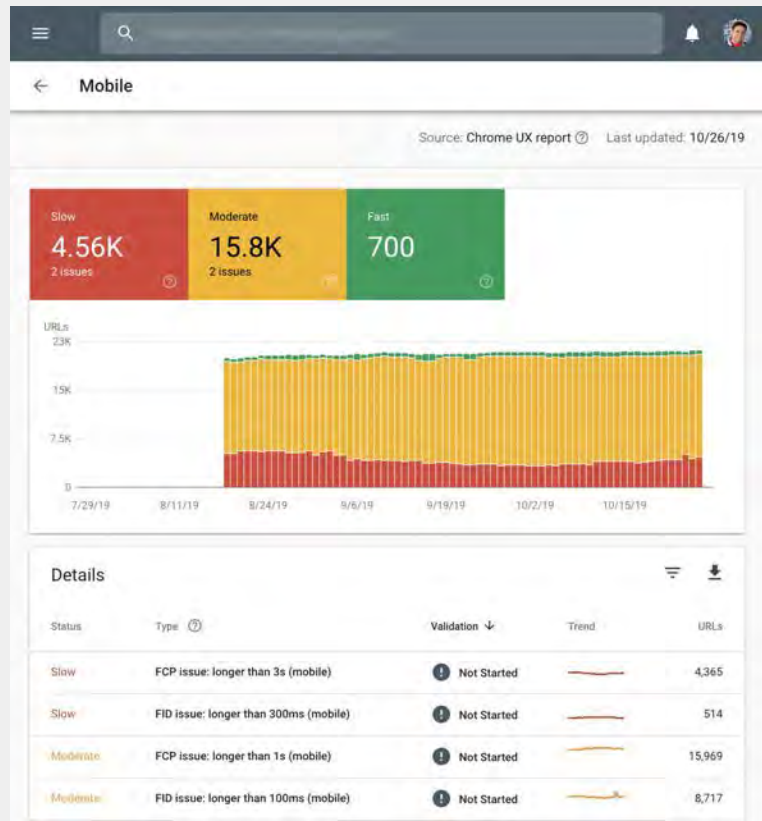 Mobile
Source: Chrome UX report Last updated: 10/26/19
Slow Moderate Fast
4.56K 15.8K 700
2 issues 2 issues
URLs
23K
15K
7.5K
0
7/29/19 8/11/19 8/24/19 9/6/19 9/19/19 10/2/19 10/15/19
Details
Status Type Validation Trend URLs
Slow FCP issue: longer than 3s (mobile) Not Started 4,365
Slow FID issue: longer than 300ms (mobile) Not Started 514
Moderate FCP issue: longer than 1s (mobile) Not Started 15,969
Moderate FID issue: longer than 100ms (mobile) Not Started 8,717